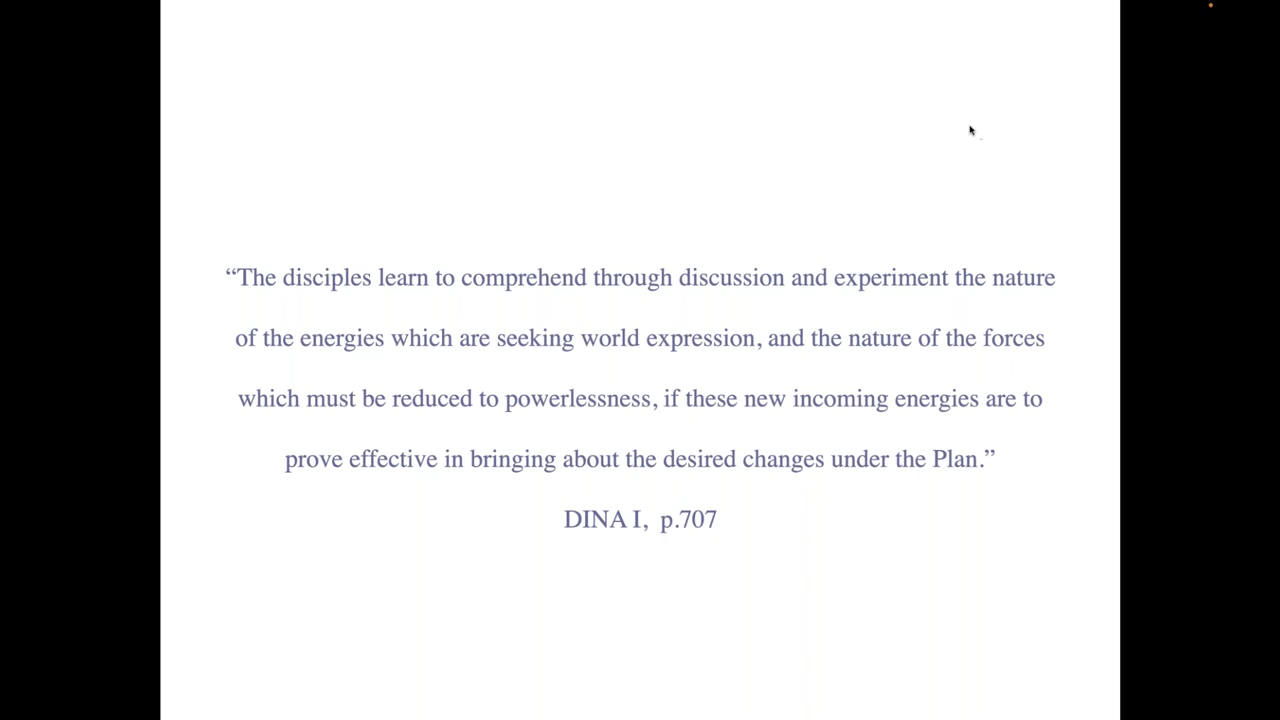 “The disciples learn to comprehend through discussion and experiment the nature
of the energies which are seeking world expression, and the nature of the forces
which must be reduced to powerlessness, if these new incoming energies are to
prove effective in bringing about the desired changes under the Plan.”
DINA I,  p.707